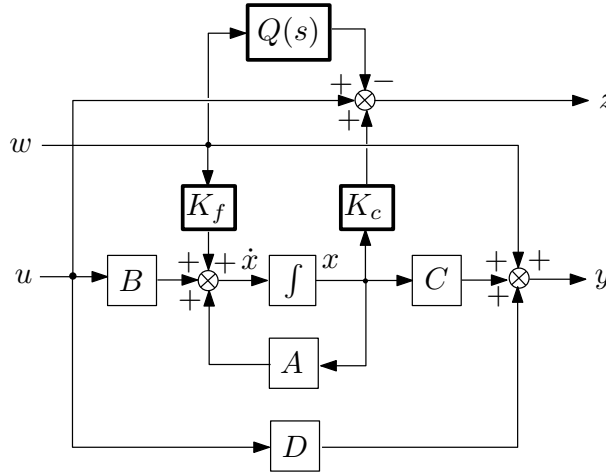 Q(s)
+ −
z
+
w
K_f K_c
+ + ẋ x + +
u B ∫ C y
+ +
A
D